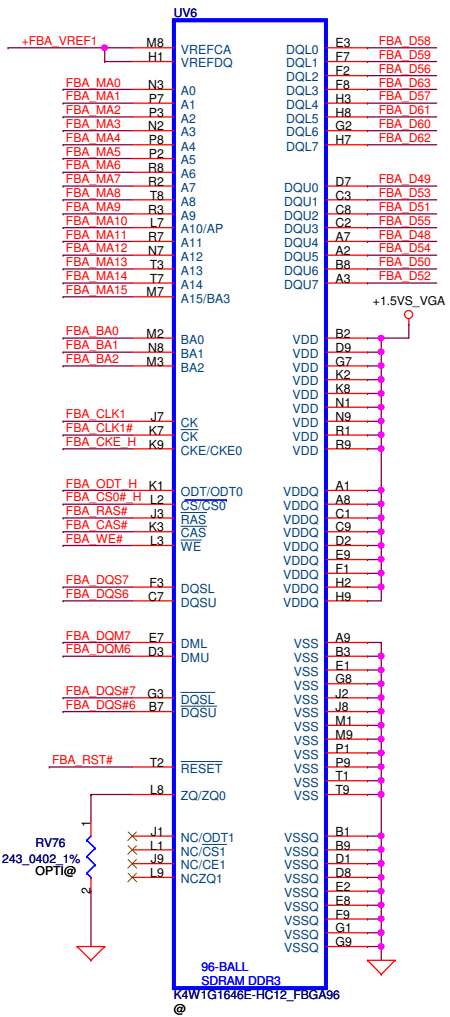 UV6
+FBA_VREF1 M8 VREFCA
H1 VREFDQ
FBA_MA0 N3 A0
FBA_MA1 P7 A1
FBA_MA2 P3 A2
FBA_MA3 N2 A3
FBA_MA4 P8 A4
FBA_MA5 P2 A5
FBA_MA6 R8 A6
FBA_MA7 R2 A7
FBA_MA8 T8 A8
FBA_MA9 R3 A9
FBA_MA10 L7 A10/AP
FBA_MA11 R7 A11
FBA_MA12 N7 A12
FBA_MA13 T3 A13
FBA_MA14 T7 A14
FBA_MA15 M7 A15/BA3
FBA_BA0 M2 BA0
FBA_BA1 N8 BA1
FBA_BA2 M3 BA2
FBA_CLK1 J7 CK
FBA_CLK1# K7 CK
FBA_CKE_H K9 CKE/CKE0
FBA_ODT_H K1 ODT/ODT0
FBA_CS0#_H L2 CS/CS0
FBA_RAS# J3 RAS
FBA_CAS# K3 CAS
FBA_WE# L3 WE
FBA_DQS7 F3 DQSL
FBA_DQS6 C7 DQSU
FBA_DQM7 E7 DML
FBA_DQM6 D3 DMU
FBA_DQS#7 G3 DQSL
FBA_DQS#6 B7 DQSU
FBA_RST# T2 RESET
L8 ZQ/ZQ0
J1 NC/ODT1
L1 NC/CS1
J9 NC/CE1
L9 NCZQ1
1
RV76
243_0402_1%
OPTI@
2
DQL0 E3 FBA_D58
DQL1 F7 FBA_D59
DQL2 F2 FBA_D56
DQL3 F8 FBA_D63
DQL4 H3 FBA_D57
DQL5 H8 FBA_D61
DQL6 G2 FBA_D60
DQL7 H7 FBA_D62
DQU0 D7 FBA_D49
DQU1 C3 FBA_D53
DQU2 C8 FBA_D51
DQU3 C2 FBA_D55
DQU4 A7 FBA_D48
DQU5 A2 FBA_D54
DQU6 B8 FBA_D50
DQU7 A3 FBA_D52
+1.5VS_VGA
VDD B2
VDD D9
VDD G7
VDD K2
VDD K8
VDD N1
VDD N9
VDD R1
VDD R9
VDDQ A1
VDDQ A8
VDDQ C1
VDDQ C9
VDDQ D2
VDDQ E9
VDDQ F1
VDDQ H2
VDDQ H9
VSS A9
VSS B3
VSS E1
VSS G8
VSS J2
VSS J8
VSS M1
VSS M9
VSS P1
VSS P9
VSS T1
VSS T9
VSSQ B1
VSSQ B9
VSSQ D1
VSSQ D8
VSSQ E2
VSSQ E8
VSSQ F9
VSSQ G1
VSSQ G9
96-BALL
SDRAM DDR3
K4W1G1646E-HC12_FBGA96
@